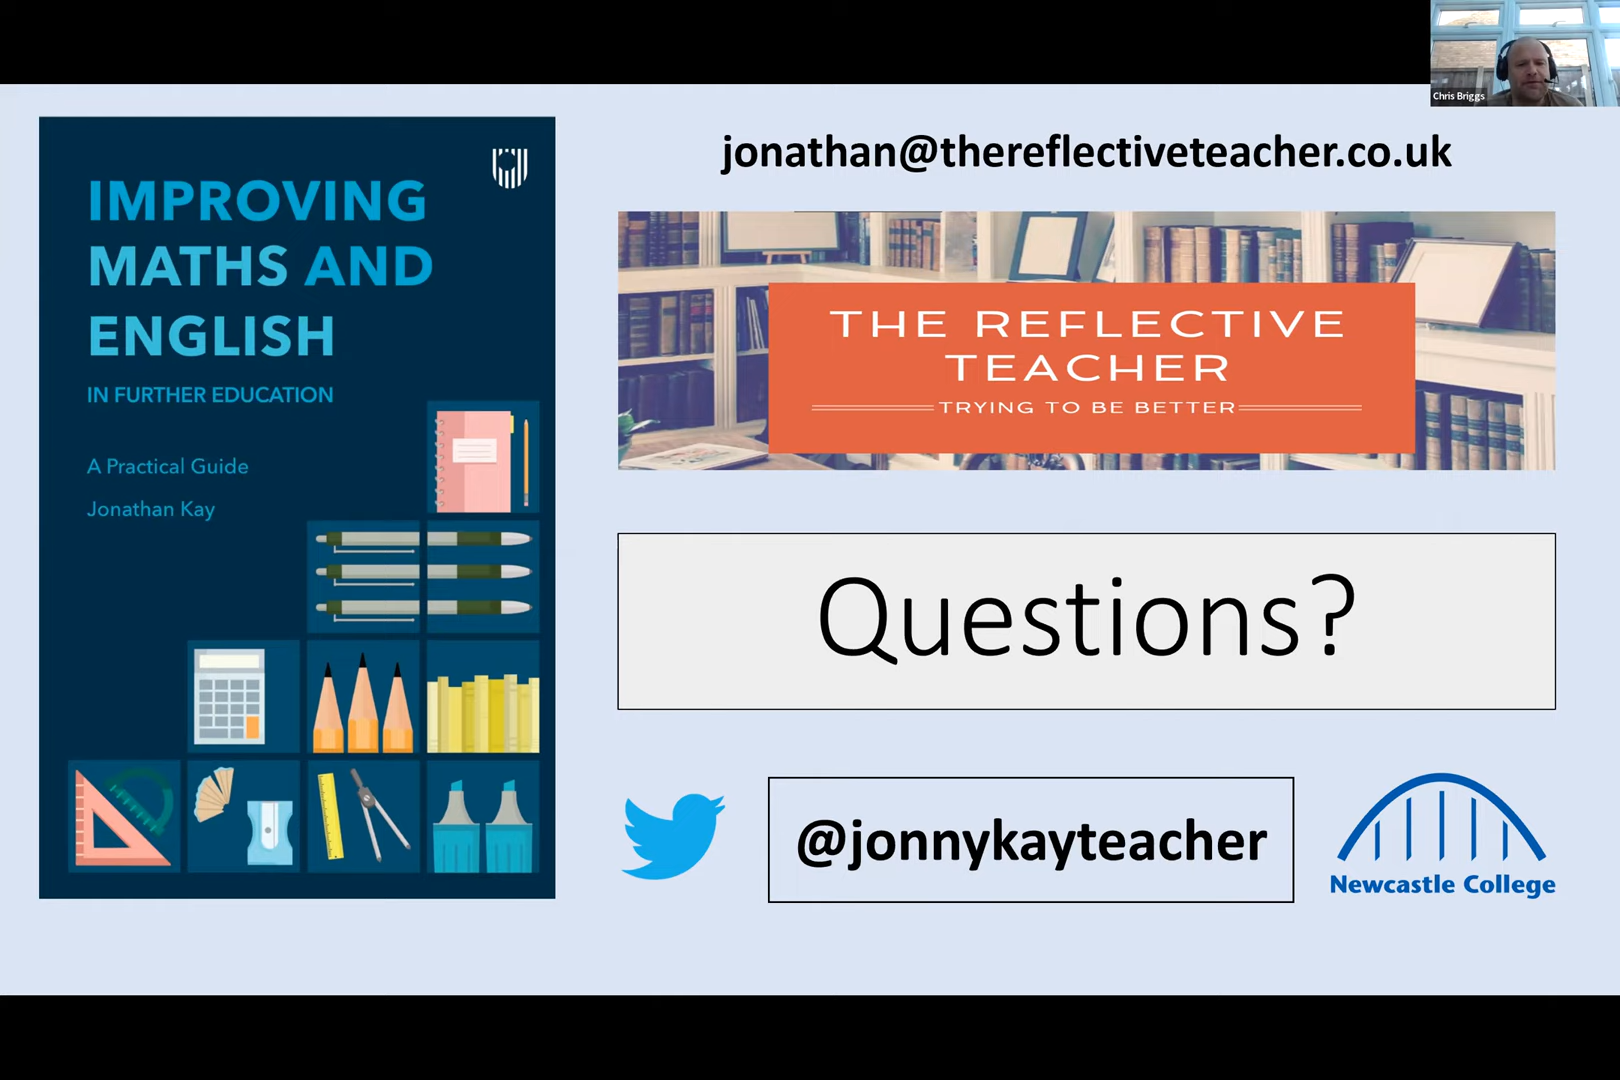 Chris Briggs
IMPROVING
MATHS AND
ENGLISH
IN FURTHER EDUCATION
A Practical Guide
Jonathan Kay
jonathan@thereflectiveteacher.co.uk
THE REFLECTIVE
TEACHER
TRYING TO BE BETTER
Questions?
@jonnykayteacher
Newcastle College